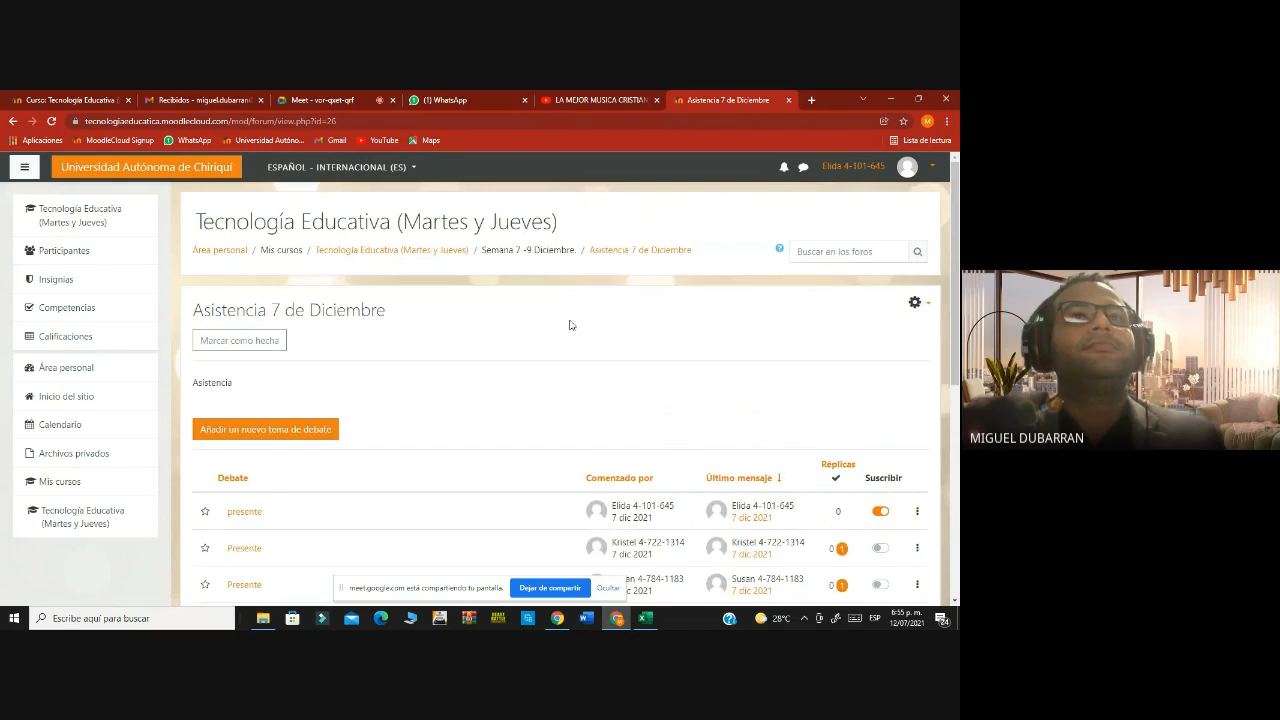 Curso: Tecnología Educativa (
Recibidos - miguel.dubarran@
Meet - vor-qxet-qrf
(1) WhatsApp
LA MEJOR MUSICA CRISTIAN
Asistencia 7 de Diciembre
tecnologiaeducatica.moodlecloud.com/mod/forum/view.php?id=26
Aplicaciones
MoodleCloud Signup
WhatsApp
Universidad Autóno...
Gmail
YouTube
Maps
Lista de lectura
Universidad Autónoma de Chiriquí
ESPAÑOL - INTERNACIONAL (ES)
Elida 4-101-645
Tecnología Educativa
(Martes y Jueves)
Participantes
Insignias
Competencias
Calificaciones
Área personal
Inicio del sitio
Calendario
Archivos privados
Mis cursos
Tecnología Educativa
(Martes y Jueves)
Tecnología Educativa (Martes y Jueves)
Área personal / Mis cursos / Tecnología Educativa (Martes y Jueves) / Semana 7 -9 Diciembre. / Asistencia 7 de Diciembre
Buscar en los foros
Asistencia 7 de Diciembre
Marcar como hecha
Asistencia
Añadir un nuevo tema de debate
Debate
Comenzado por
Último mensaje ↓
Réplicas
Suscribir
presente
Elida 4-101-645
7 dic 2021
Elida 4-101-645
7 dic 2021
0
Presente
Kristel 4-722-1314
7 dic 2021
Kristel 4-722-1314
7 dic 2021
0 1
Presente
an 4-784-1183
Susan 4-784-1183
7 dic 2021
0 1
meet.google.com está compartiendo tu pantalla.
Dejar de compartir
Ocultar
Escribe aquí para buscar
28°C
ESP
6:55 p. m.
12/07/2021
24
MIGUEL DUBARRAN